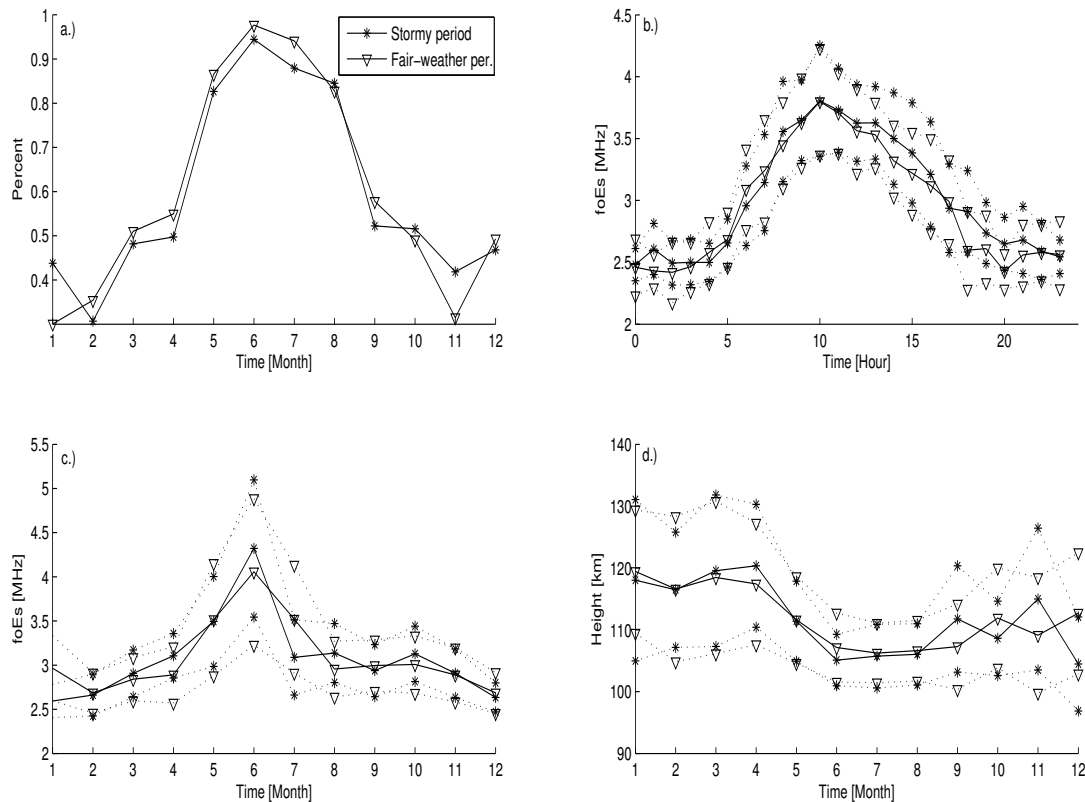 a.)
Stormy period
Fair-weather per.
1
0.9
0.8
0.7
0.6
0.5
0.4
Percent
1 2 3 4 5 6 7 8 9 10 11 12
Time [Month]
b.)
4.5
4
3.5
3
2.5
2
foEs [MHz]
0 5 10 15 20
Time [Hour]
c.)
5.5
5
4.5
4
3.5
3
2.5
2
foEs [MHz]
1 2 3 4 5 6 7 8 9 10 11 12
Time [Month]
d.)
140
130
120
110
100
90
Height [km]
1 2 3 4 5 6 7 8 9 10 11 12
Time [Month]